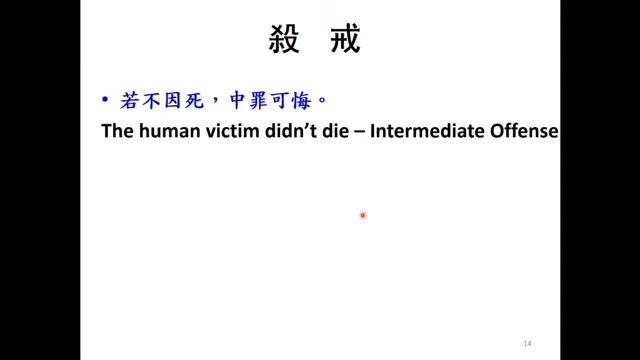 殺 戒
• 若不因死，中罪可悔。
The human victim didn't die – Intermediate Offense
14